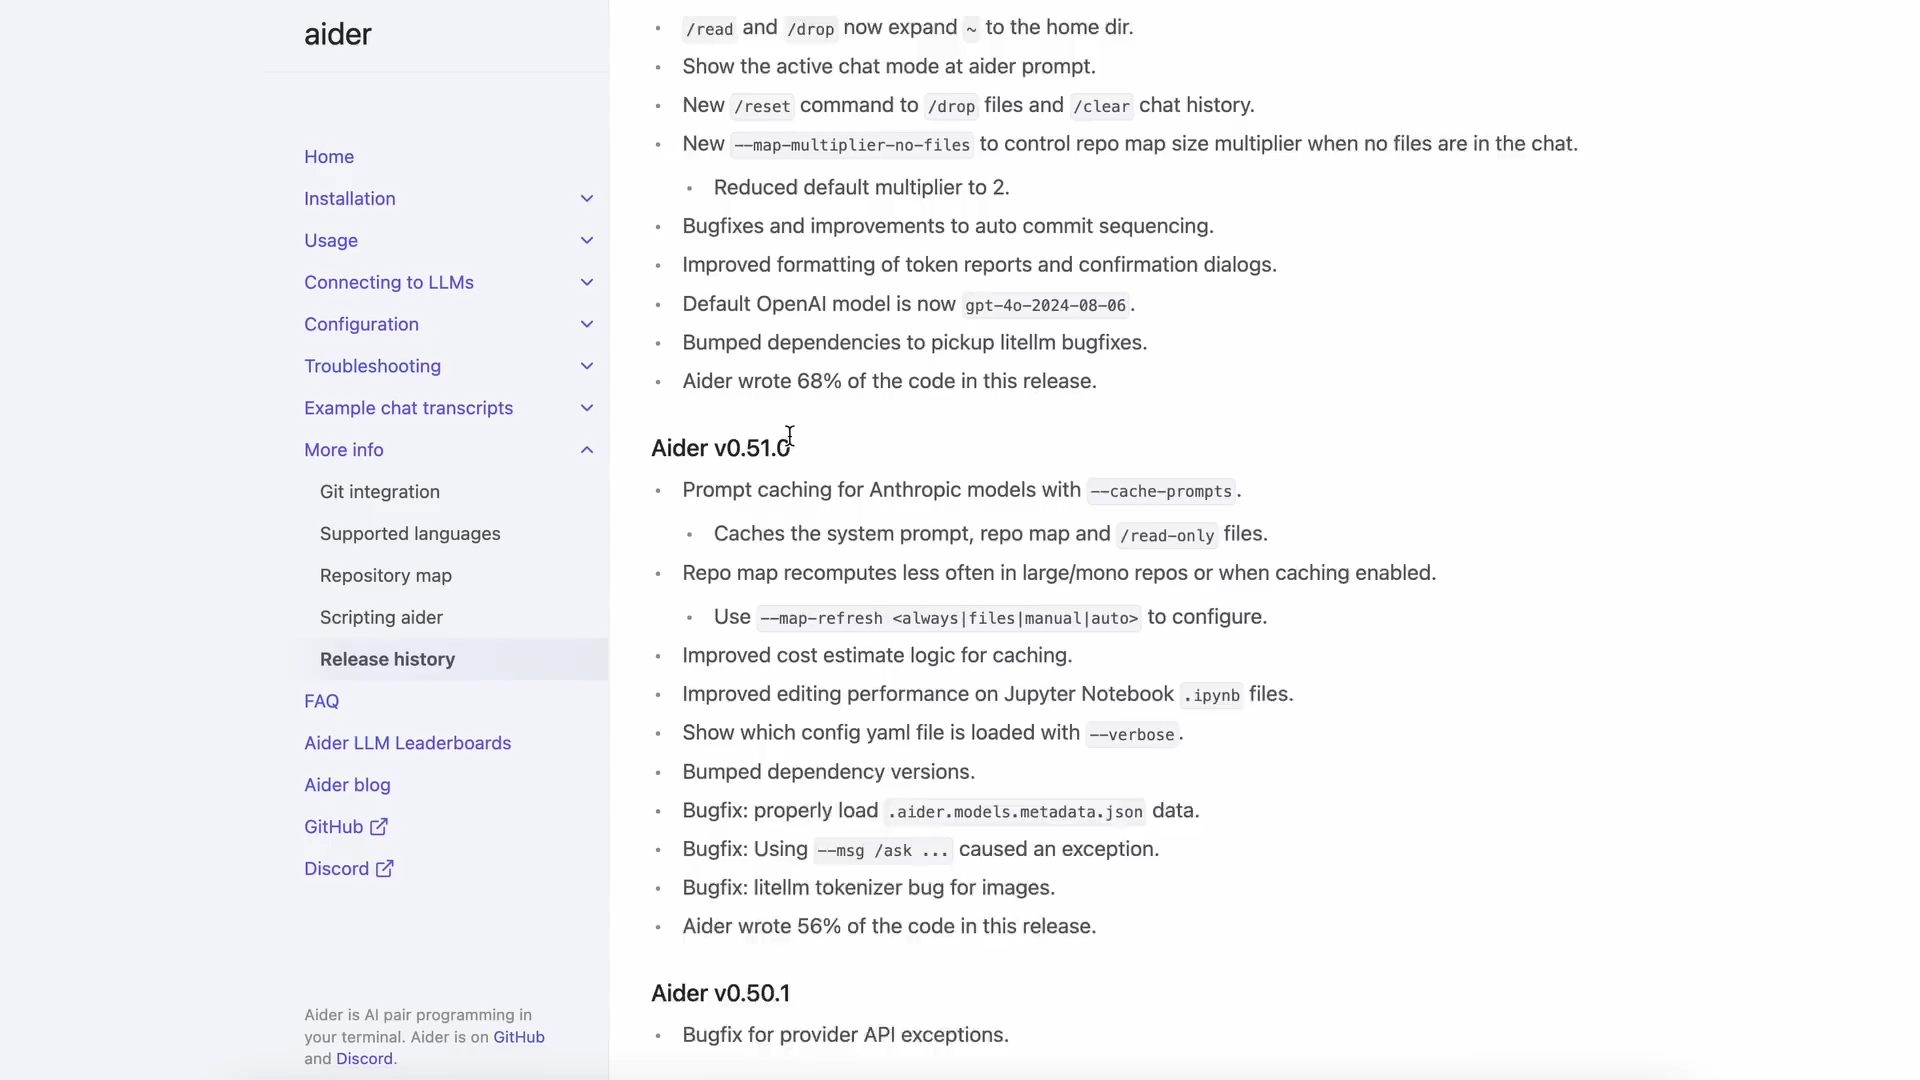 aider
Home
Installation
Usage
Connecting to LLMs
Configuration
Troubleshooting
Example chat transcripts
More info
Git integration
Supported languages
Repository map
Scripting aider
Release history
FAQ
Aider LLM Leaderboards
Aider blog
GitHub
Discord
Aider is AI pair programming in
your terminal. Aider is on GitHub
and Discord.
/read and /drop now expand ~ to the home dir.
Show the active chat mode at aider prompt.
New /reset command to /drop files and /clear chat history.
New --map-multiplier-no-files to control repo map size multiplier when no files are in the chat.
Reduced default multiplier to 2.
Bugfixes and improvements to auto commit sequencing.
Improved formatting of token reports and confirmation dialogs.
Default OpenAI model is now gpt-4o-2024-08-06.
Bumped dependencies to pickup litellm bugfixes.
Aider wrote 68% of the code in this release.
Aider v0.51.0
Prompt caching for Anthropic models with --cache-prompts.
Caches the system prompt, repo map and /read-only files.
Repo map recomputes less often in large/mono repos or when caching enabled.
Use --map-refresh <always|files|manual|auto> to configure.
Improved cost estimate logic for caching.
Improved editing performance on Jupyter Notebook .ipynb files.
Show which config yaml file is loaded with --verbose.
Bumped dependency versions.
Bugfix: properly load .aider.models.metadata.json data.
Bugfix: Using --msg /ask ... caused an exception.
Bugfix: litellm tokenizer bug for images.
Aider wrote 56% of the code in this release.
Aider v0.50.1
Bugfix for provider API exceptions.